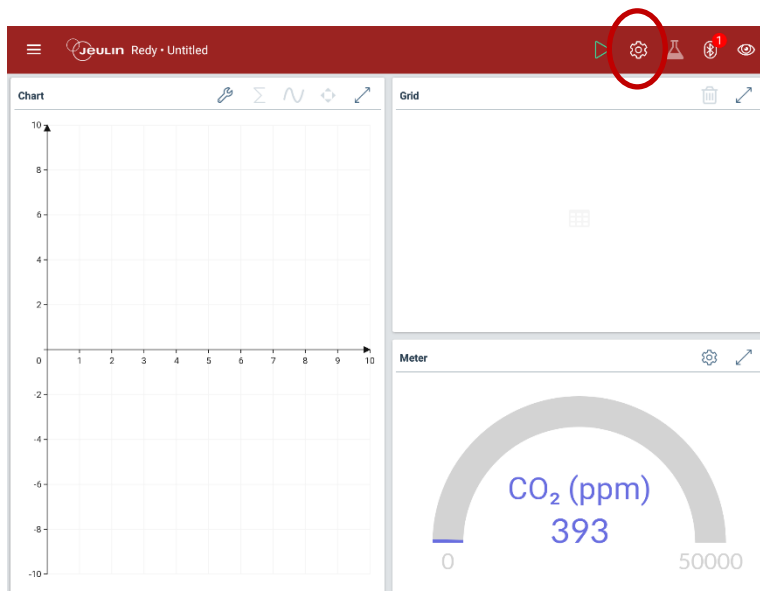 Jeulin Redy • Untitled
1
Chart
10
8
6
4
2
0 1 2 3 4 5 6 7 8 9 10
-2
-4
-6
-8
-10
Grid
Meter
CO₂ (ppm)
393
0 50000